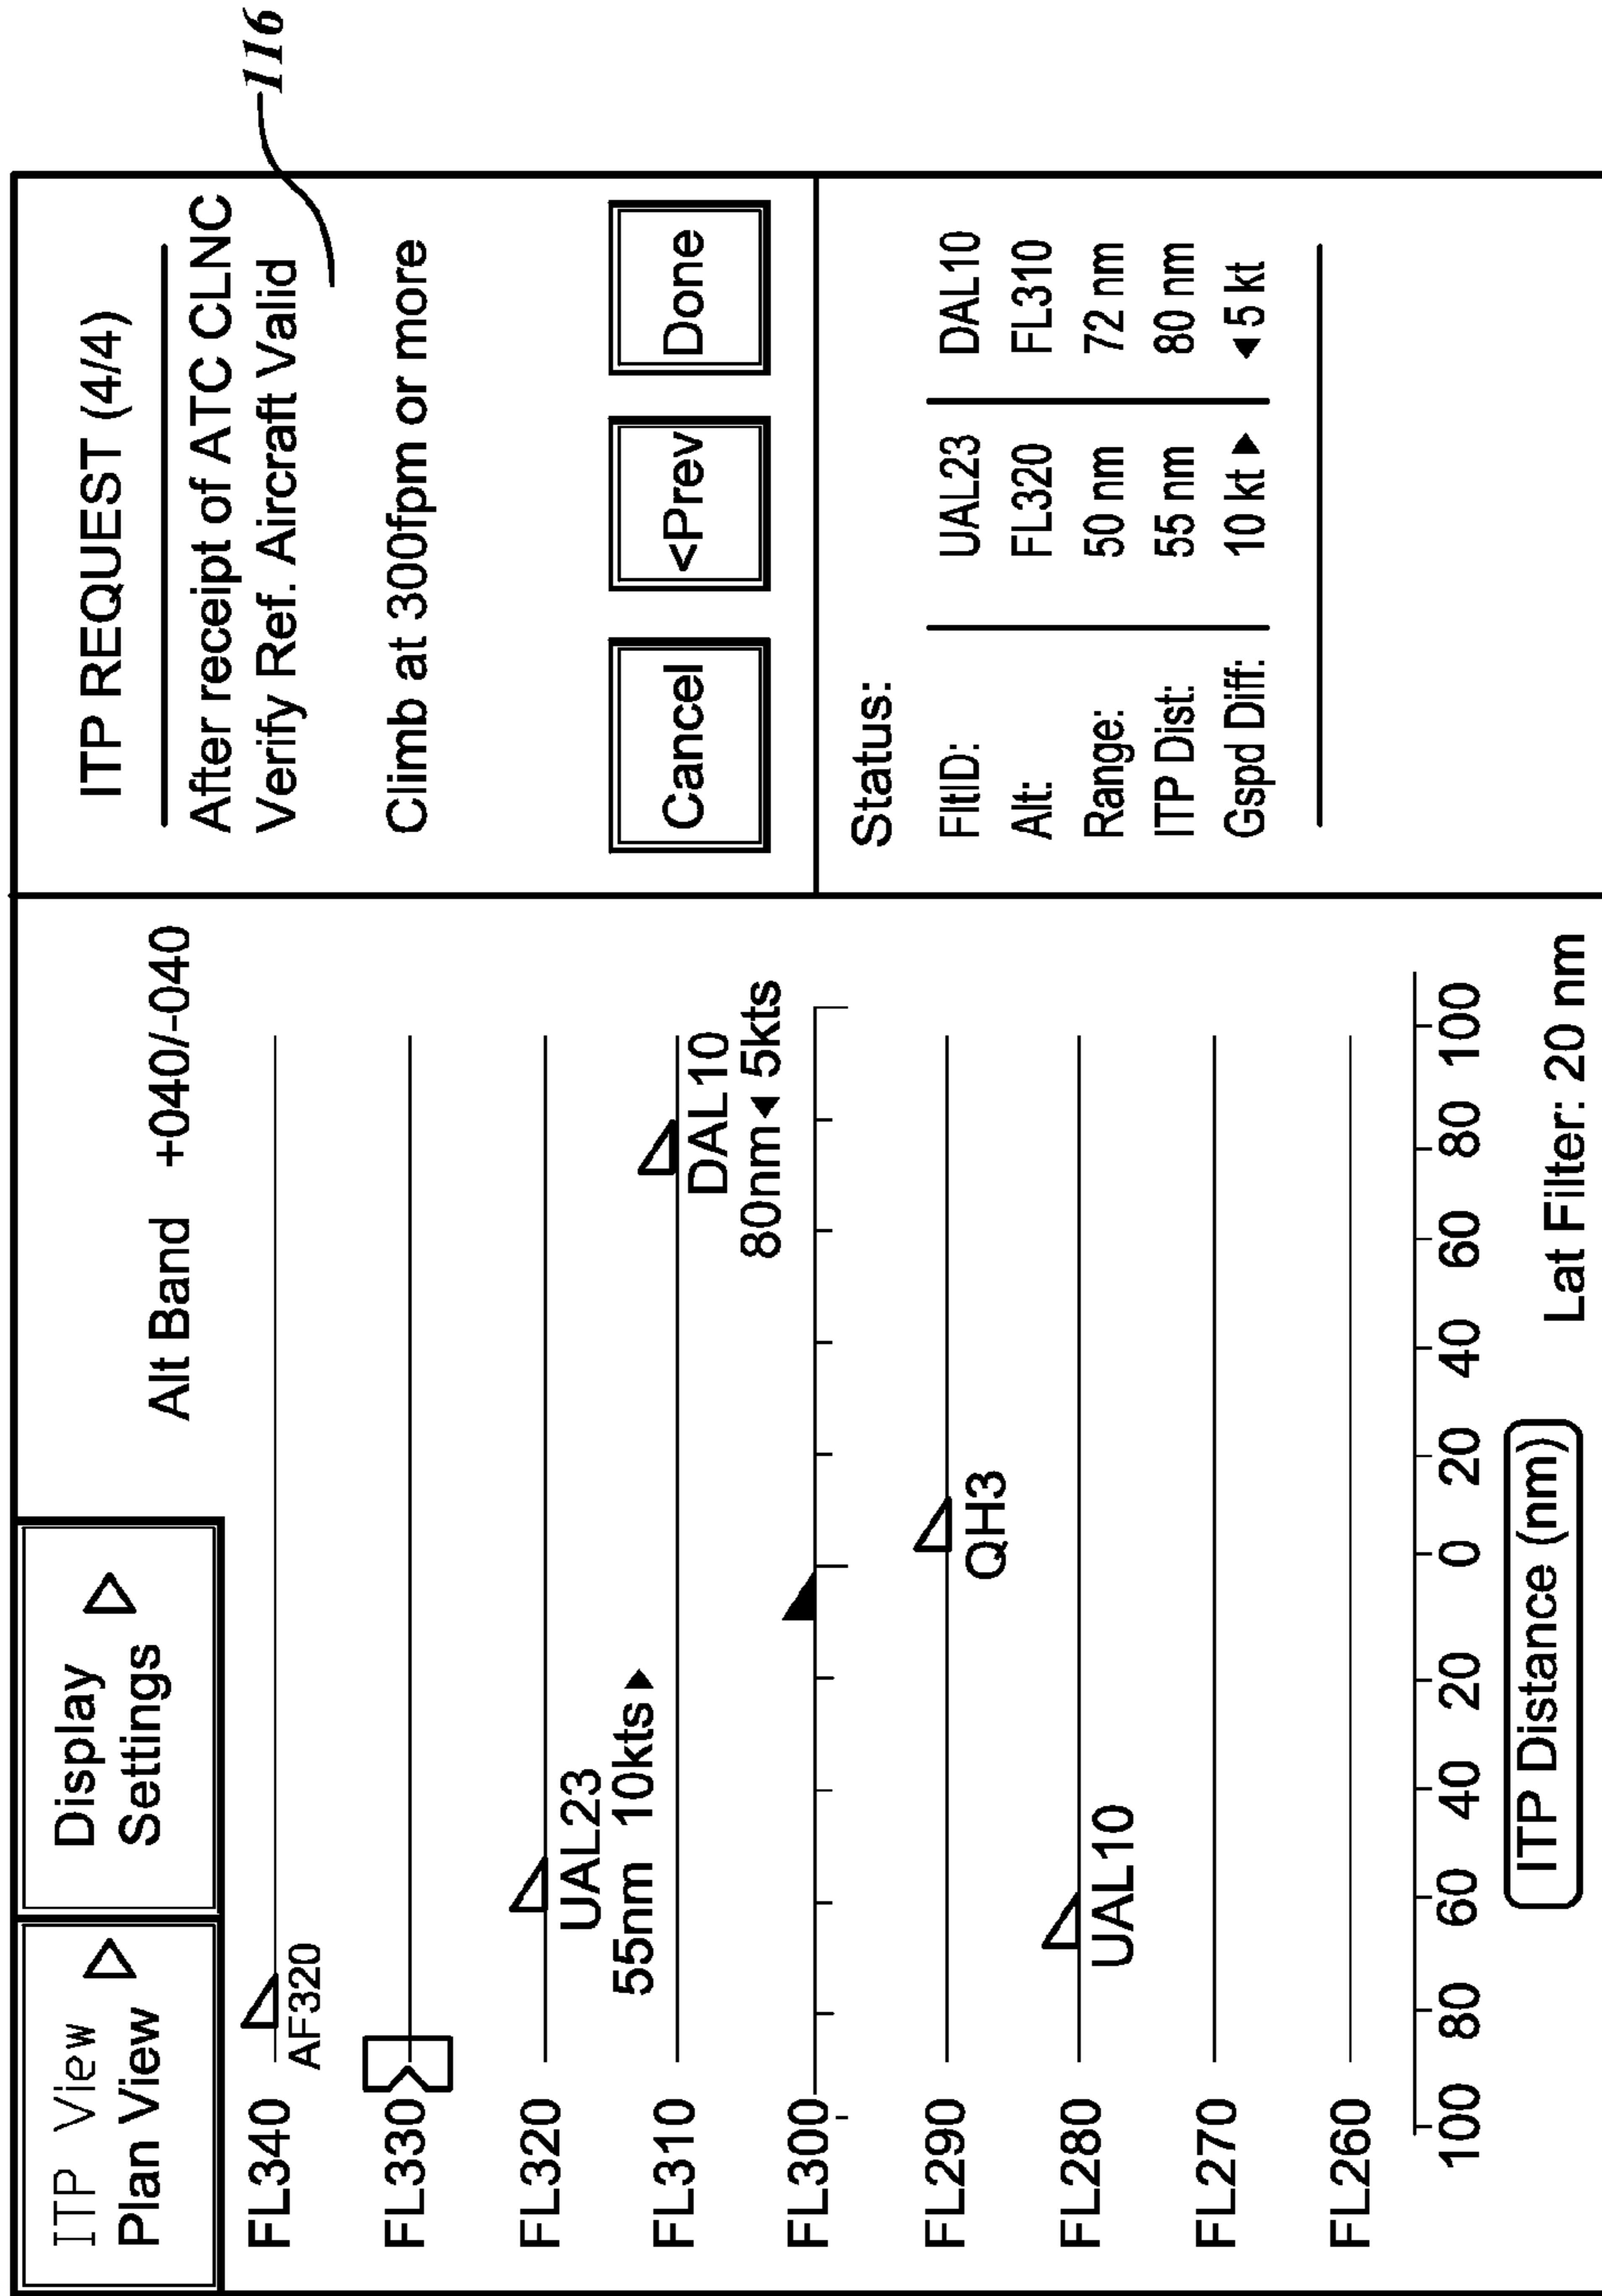 ITP View
Plan View
Display
Settings
Alt Band +040/-040
FL340
AF320
FL330
FL320
UAL23
55nm 10kts ▶
FL310
DAL10
80nm ◀ 5kts
FL300
FL290
QH3
FL280
UAL10
FL270
FL260
100 80 60 40 20 0 20 40 60 80 100
ITP Distance (nm)
Lat Filter: 20 nm
ITP REQUEST (4/4)
After receipt of ATC CLNC
Verify Ref. Aircraft Valid
Climb at 300fpm or more
Cancel <Prev Done
Status:
FltID: UAL23 DAL10
Alt: FL320 FL310
Range: 50 nm 72 nm
ITP Dist: 55 nm 80 nm
Gspd Diff: 10 kt ▶ ◀ 5 kt
116